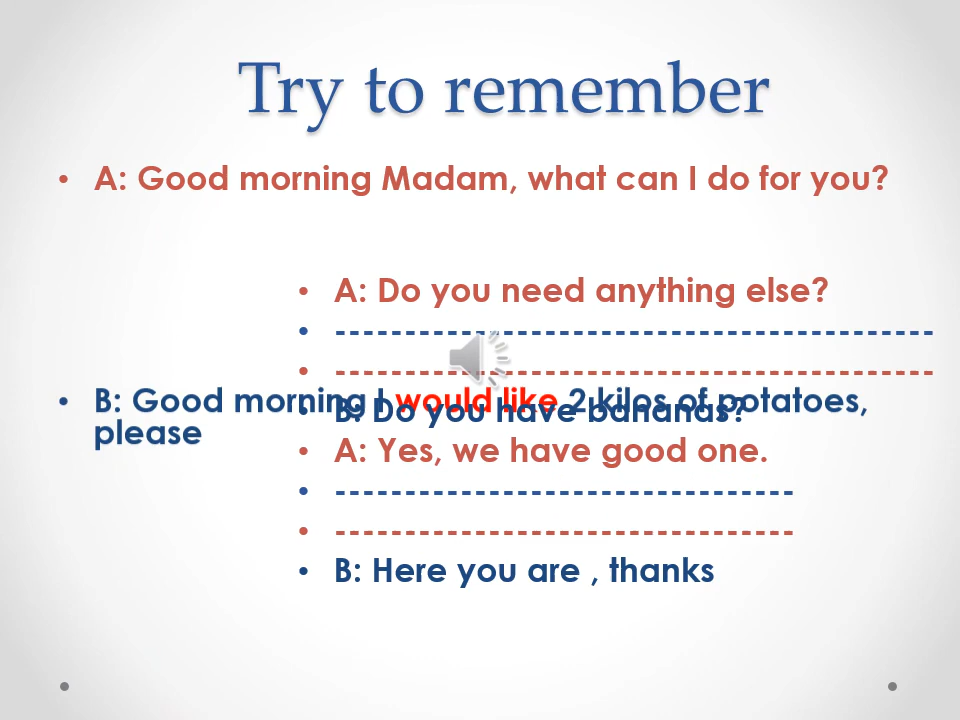 Try to remember
• A: Good morning Madam, what can I do for you?
• A: Do you need anything else?
• -------------------------------------------
• -------------------------------------------
• B: Good morning I would like 2 kilos of potatoes,
please
• B: Do you have bananas?
• A: Yes, we have good one.
• ---------------------------------
• ---------------------------------
• B: Here you are , thanks